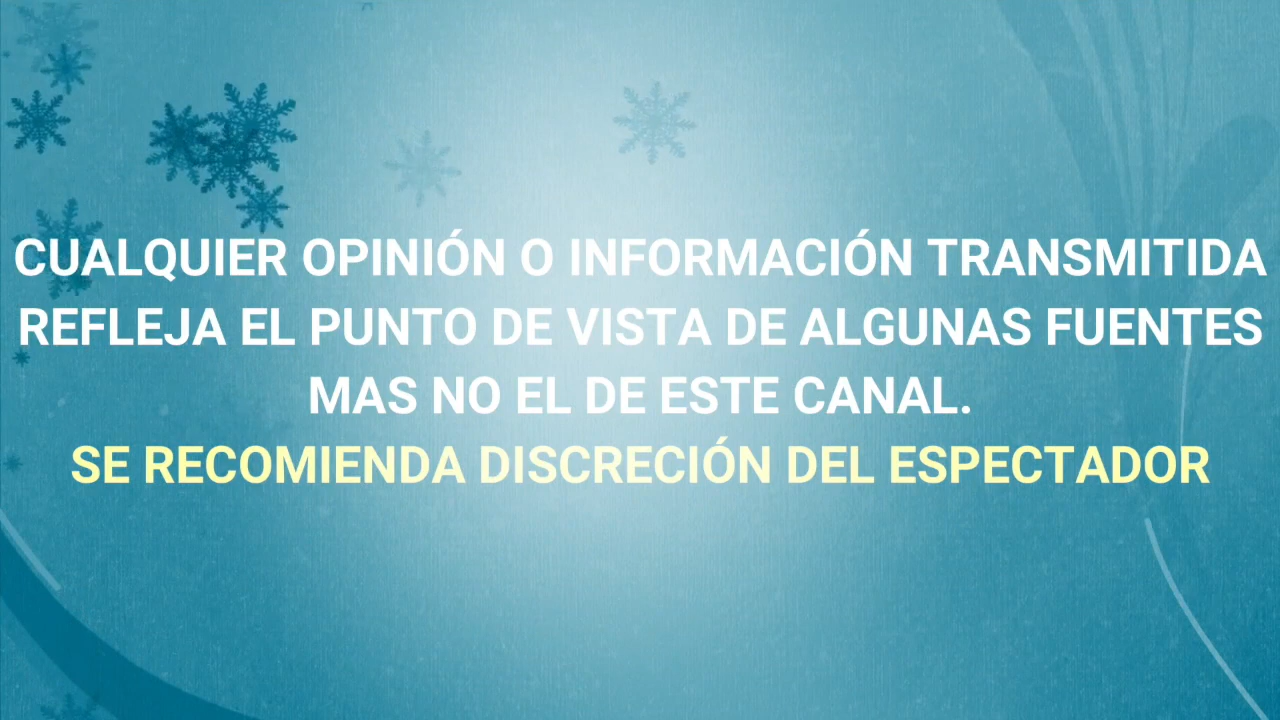 CUALQUIER OPINIÓN O INFORMACIÓN TRANSMITIDA
REFLEJA EL PUNTO DE VISTA DE ALGUNAS FUENTES
MAS NO EL DE ESTE CANAL.
SE RECOMIENDA DISCRECIÓN DEL ESPECTADOR